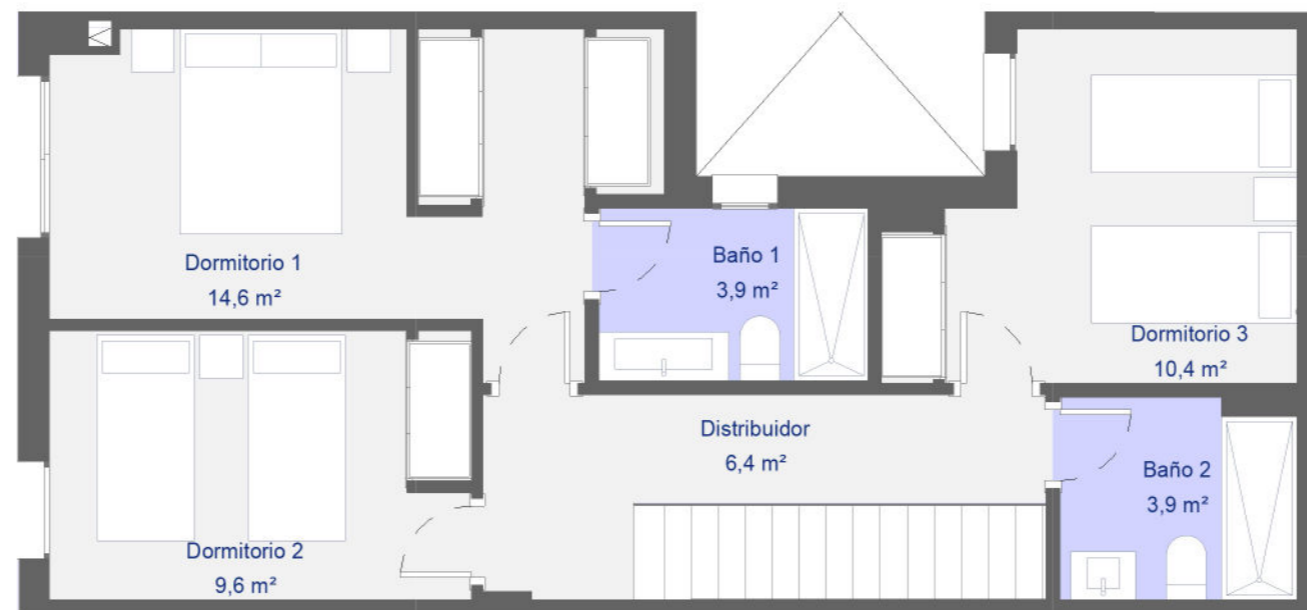 Dormitorio 1
14,6 m²
Baño 1
3,9 m²
Dormitorio 3
10,4 m²
Distribuidor
6,4 m²
Baño 2
3,9 m²
Dormitorio 2
9,6 m²